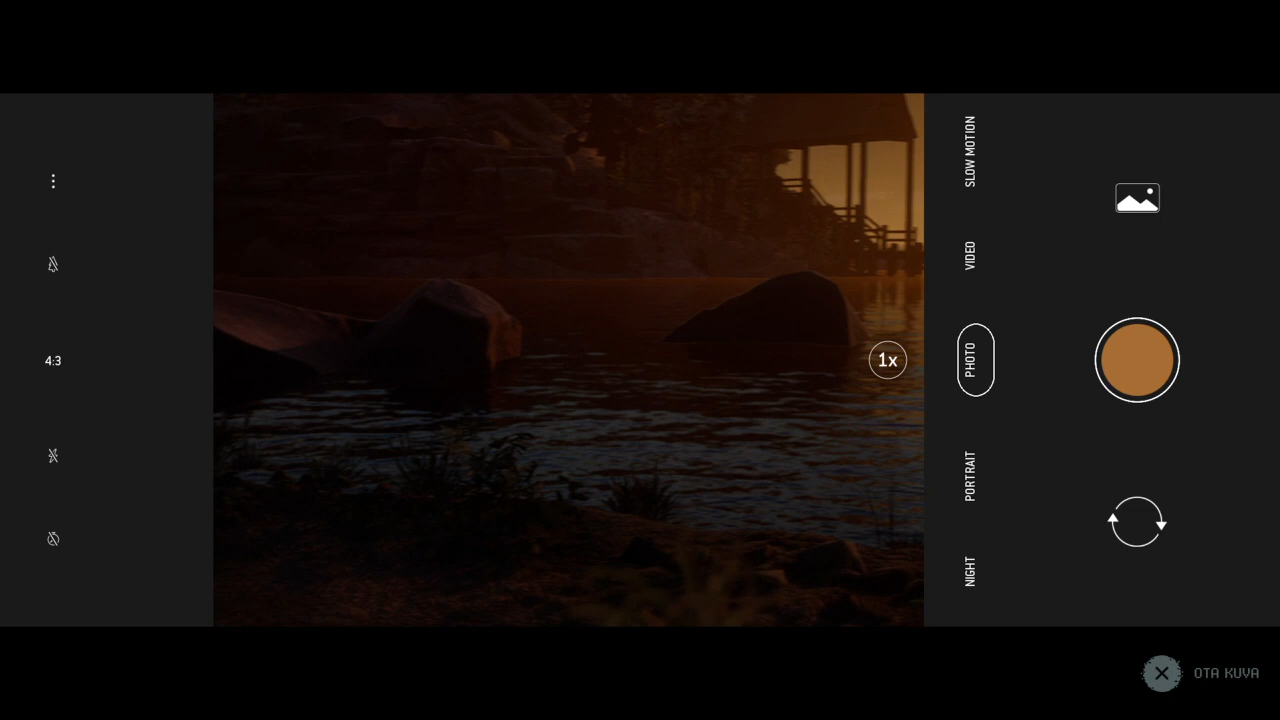 4:3
1x
SLOW MOTION
VIDEO
PHOTO
PORTRAIT
NIGHT
OTA KUVA